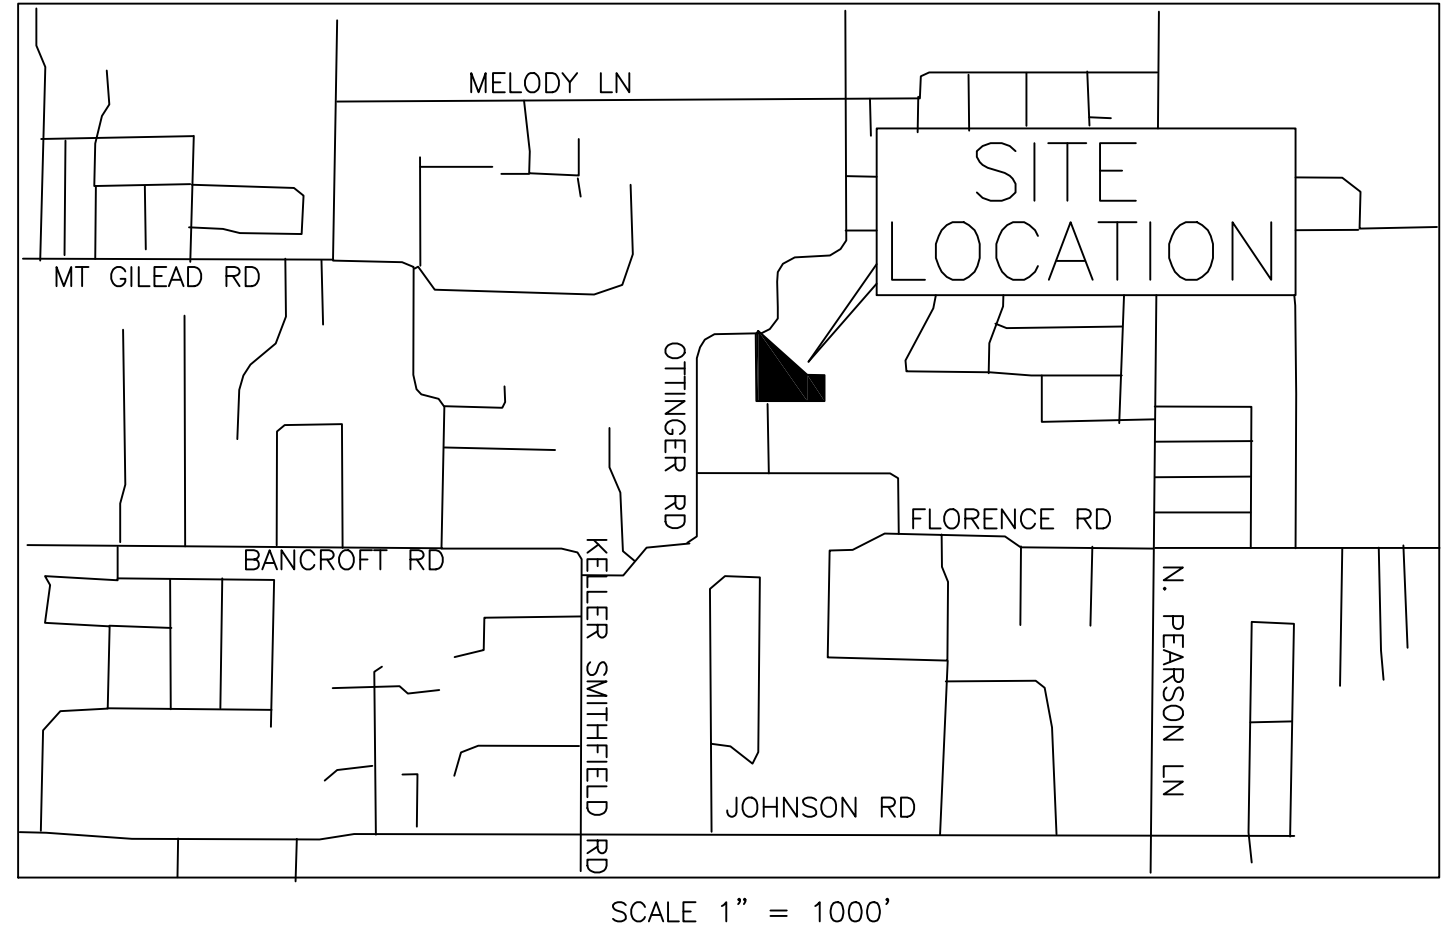 MELODY LN
SITE
LOCATION
MT GILEAD RD
OTTINGER RD
FLORENCE RD
BANCROFT RD
KELLER SMITHFIELD RD
N. PEARSON LN
JOHNSON RD
SCALE 1” = 1000’